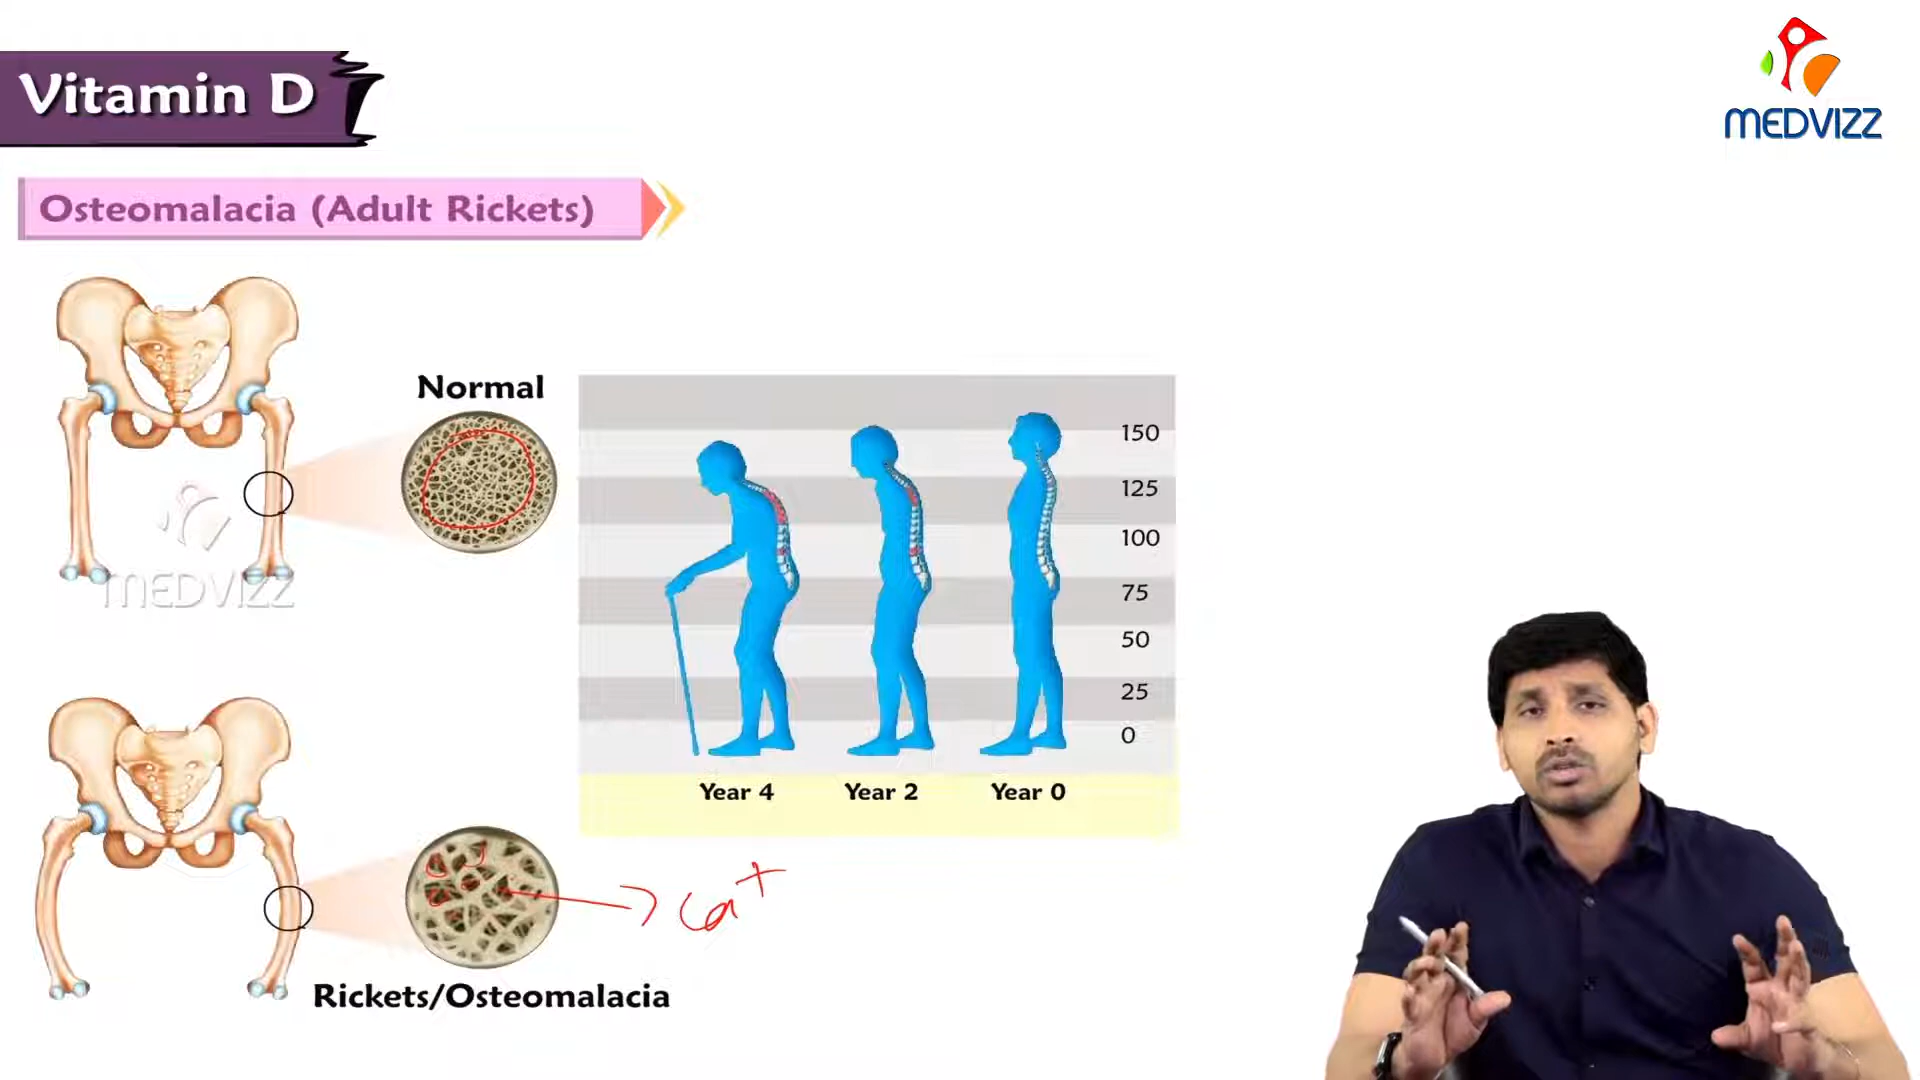 Vitamin D
MEDVIZZ
Osteomalacia (Adult Rickets)
Normal
150
125
100
75
50
25
0
MEDVIZZ
Year 4
Year 2
Year 0
Ca+
Rickets/Osteomalacia